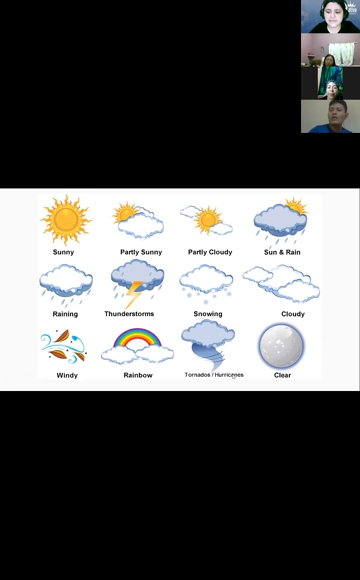 Sunny Partly Sunny Partly Cloudy Sun & Rain
Raining Thunderstorms Snowing Cloudy
Windy Rainbow Tornados / Hurricanes Clear